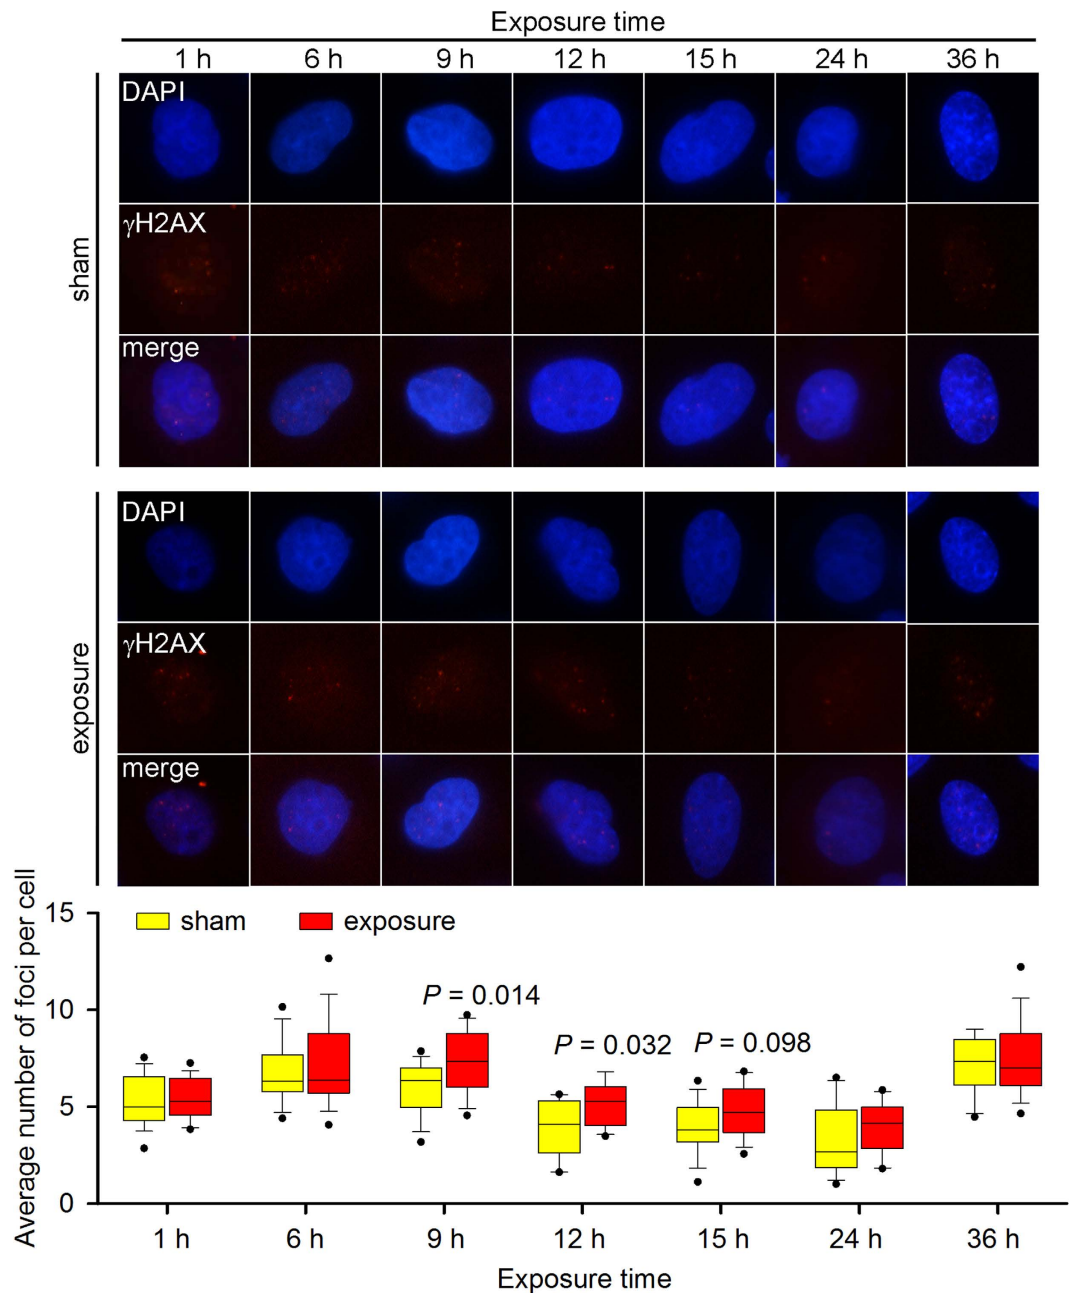 Exposure time
1 h 6 h 9 h 12 h 15 h 24 h 36 h
sham
DAPI
γH2AX
merge
exposure
DAPI
γH2AX
merge
Average number of foci per cell
15
10
5
0
sham exposure
P = 0.014
P = 0.032
P = 0.098
1 h 6 h 9 h 12 h 15 h 24 h 36 h
Exposure time